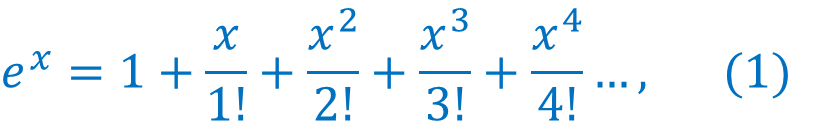 e^x = 1 + x/1! + x^2/2! + x^3/3! + x^4/4! ..., (1)